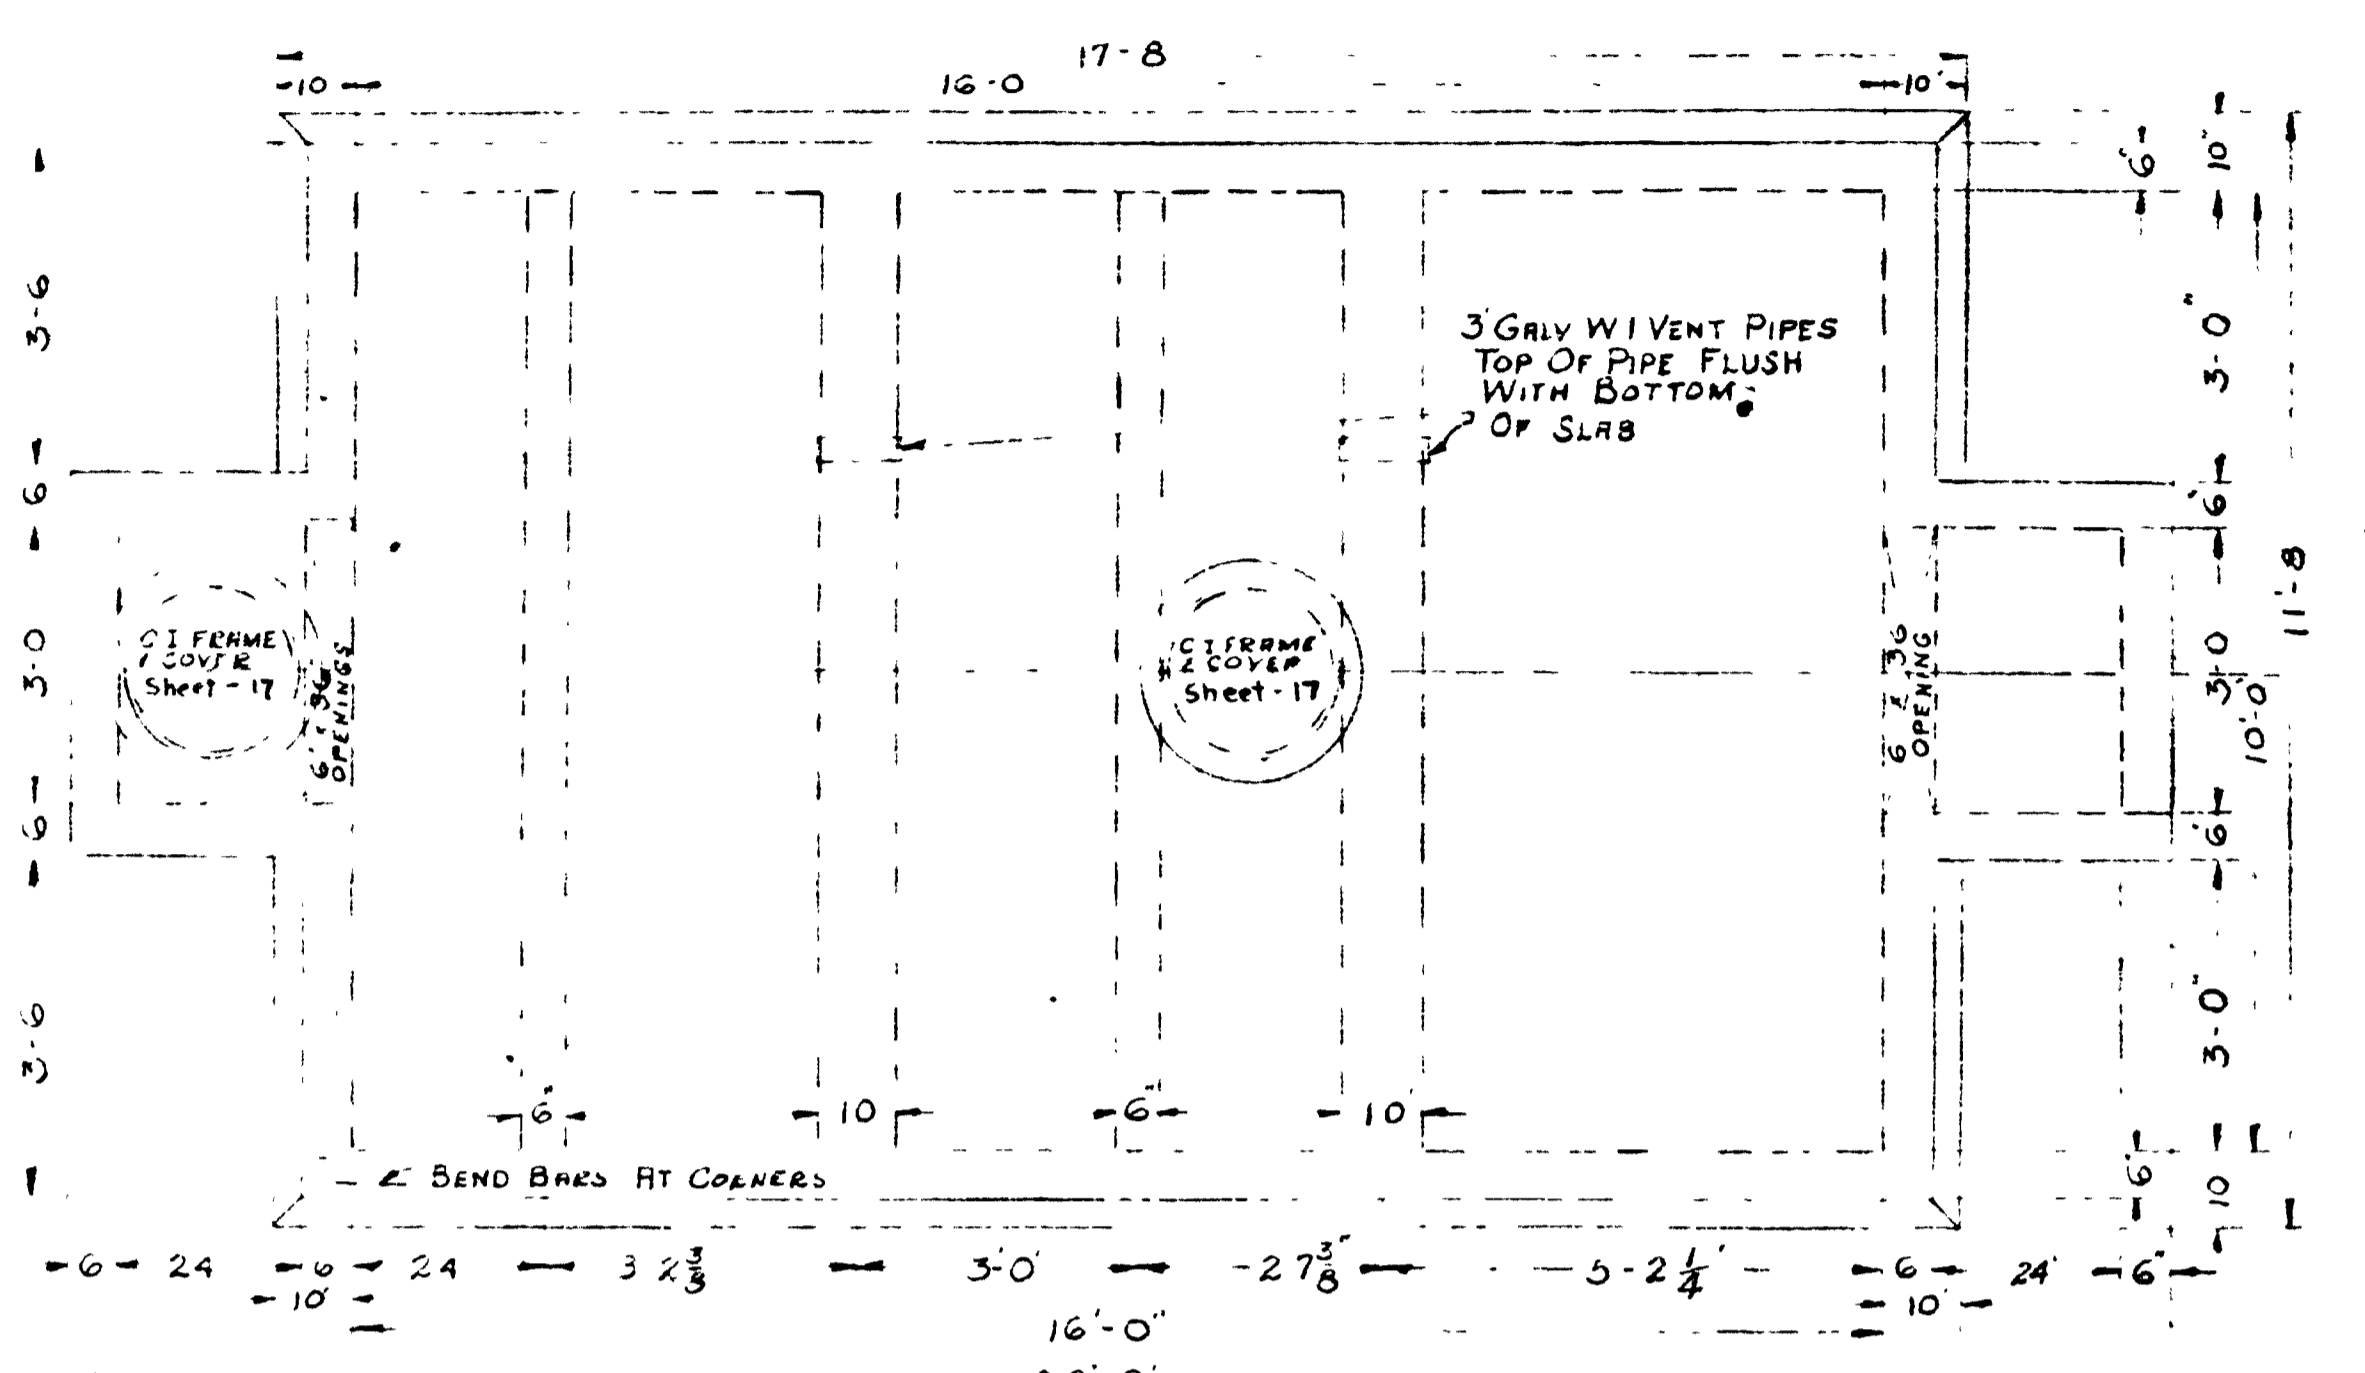 17-8
10
16-0
10'
6'
10"
3-6
3'-0"
3'GALV W I VENT PIPES
TOP OF PIPE FLUSH
WITH BOTTOM
OF SLAB
6
6'
11'-8
3-0
C I FRAME
COVER
Sheet-17
6' x 36
OPENINGS
C I FRAME
& COVER
Sheet-17
6 x 36
OPENING
3'0
10'-0
6
6'
3-6
3'-0"
6"
10
6"
10'
BEND BARS AT CORNERS
6'
10
6
24
6
24
3 2 3/8
3'-0'
2 7 3/8"
5-2 1/4'
6
24'
6"
10'
10'
16'-0"